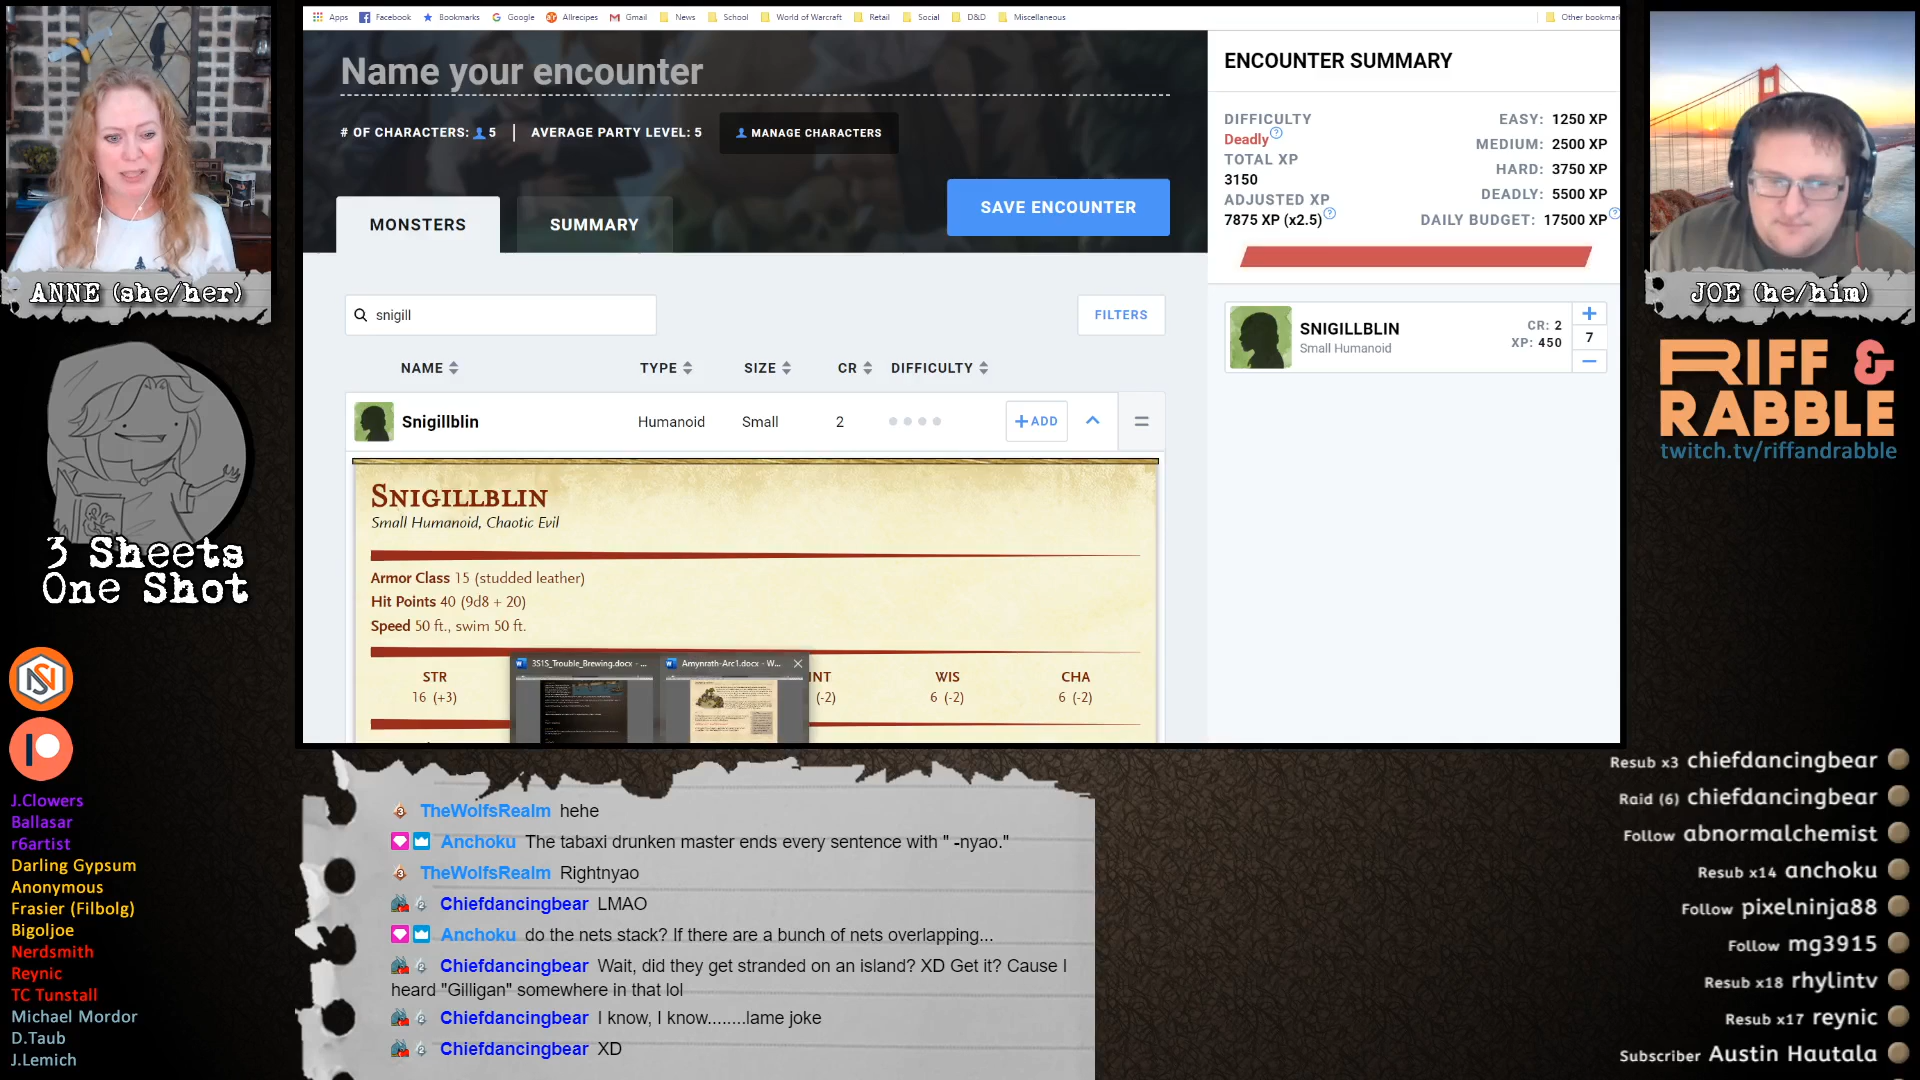 Apps Facebook Bookmarks Google Allrecipes Gmail News School World of Warcraft Retail Social D&D Miscellaneous Other bookmar
Name your encounter
# OF CHARACTERS: 5 | AVERAGE PARTY LEVEL: 5 MANAGE CHARACTERS
SAVE ENCOUNTER
MONSTERS SUMMARY
snigill
FILTERS
NAME TYPE SIZE CR DIFFICULTY
Snigillblin Humanoid Small 2 +ADD
SNIGILLBLIN
Small Humanoid, Chaotic Evil
Armor Class 15 (studded leather)
Hit Points 40 (9d8 + 20)
Speed 50 ft., swim 50 ft.
STR INT WIS CHA
16 (+3) (-2) 6 (-2) 6 (-2)
3S1S_Trouble_Brewing.docx - ... Amynrath-Arc1.docx - W...
ENCOUNTER SUMMARY
DIFFICULTY
Deadly
TOTAL XP
3150
ADJUSTED XP
7875 XP (x2.5)
EASY: 1250 XP
MEDIUM: 2500 XP
HARD: 3750 XP
DEADLY: 5500 XP
DAILY BUDGET: 17500 XP
SNIGILLBLIN
Small Humanoid
CR: 2
XP: 450
7
ANNE (she/her)
JOE (he/him)
3 Sheets
One Shot
RIFF &
RABBLE
twitch.tv/riffandrabble
J.Clowers
Ballasar
r6artist
Darling Gypsum
Anonymous
Frasier (Filbolg)
Bigoljoe
Nerdsmith
Reynic
TC Tunstall
Michael Mordor
D.Taub
J.Lemich
TheWolfsRealm hehe
Anchoku The tabaxi drunken master ends every sentence with " -nyao."
TheWolfsRealm Rightnyao
Chiefdancingbear LMAO
Anchoku do the nets stack? If there are a bunch of nets overlapping...
Chiefdancingbear Wait, did they get stranded on an island? XD Get it? Cause I
heard "Gilligan" somewhere in that lol
Chiefdancingbear I know, I know........lame joke
Chiefdancingbear XD
Resub x3 chiefdancingbear
Raid (6) chiefdancingbear
Follow abnormalchemist
Resub x14 anchoku
Follow pixelninja88
Follow mg3915
Resub x18 rhylintv
Resub x17 reynic
Subscriber Austin Hautala